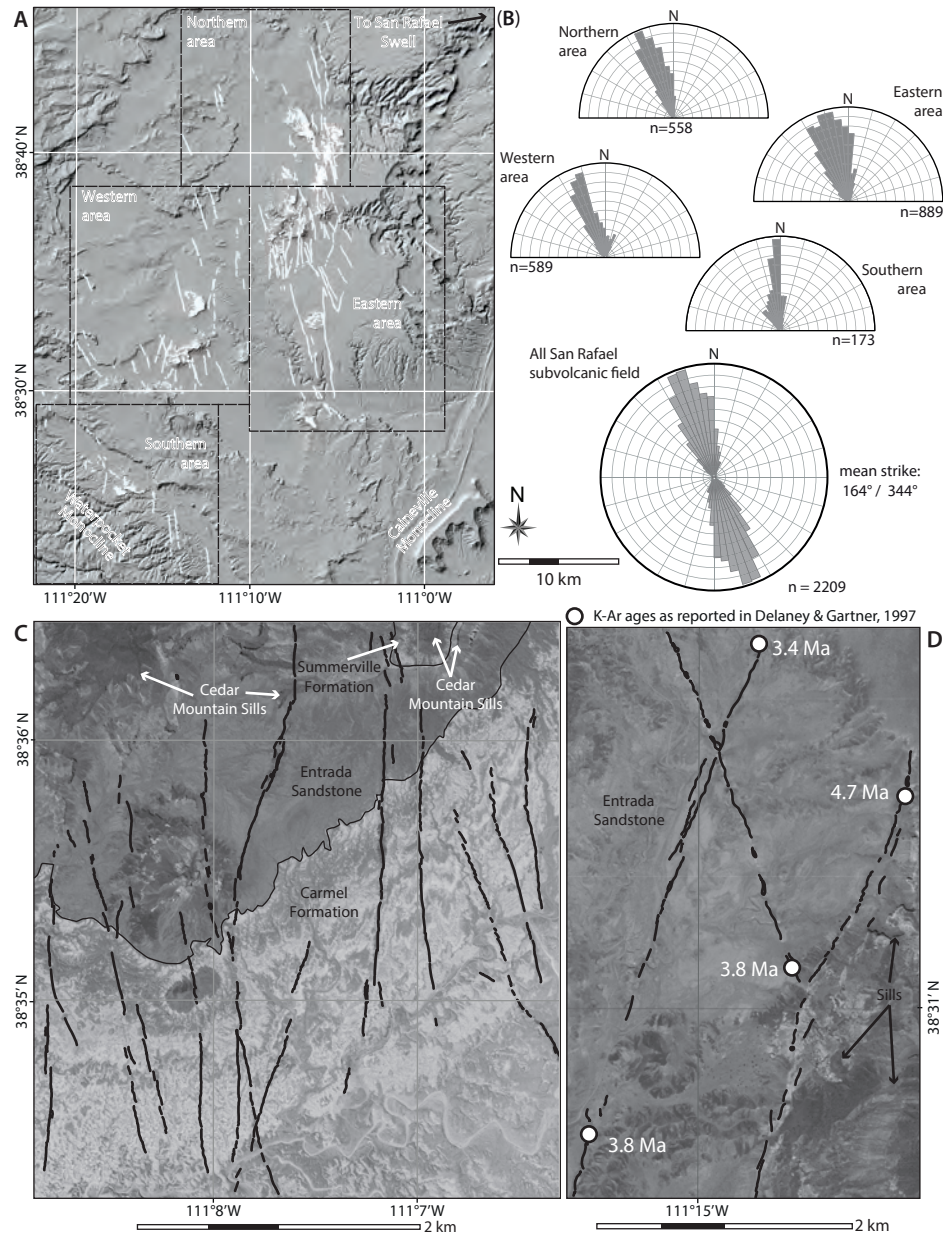 A
Northern
area
To San Rafael
Swell
38°40' N
Western
area
Eastern
area
38°30' N
Southern
area
Waterpocket
Monocline
Caineville
Monocline
111°20'W
111°10'W
111°0'W
(B)
Northern
area
N
n=558
Eastern
area
N
n=889
Western
area
N
n=589
N
Southern
area
n=173
All San Rafael
subvolcanic field
N
mean strike:
164° / 344°
n = 2209
N
10 km
C
Summerville
Formation
Cedar
Mountain Sills
Cedar
Mountain Sills
38°36' N
Entrada
Sandstone
Carmel
Formation
38°35' N
111°8'W
111°7'W
2 km
K-Ar ages as reported in Delaney & Gartner, 1997
D
3.4 Ma
4.7 Ma
Entrada
Sandstone
3.8 Ma
Sills
38°31' N
3.8 Ma
111°15'W
2 km